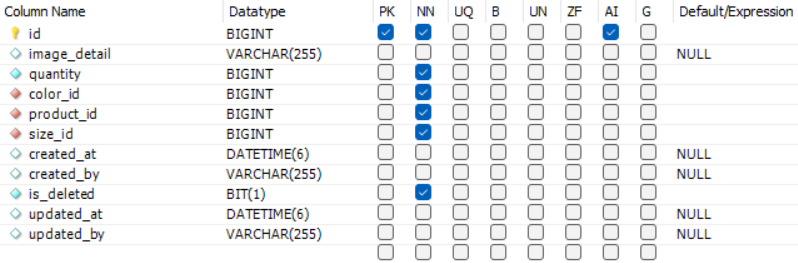 Column Name Datatype PK NN UQ B UN ZF AI G Default/Expression
id BIGINT
image_detail VARCHAR(255) NULL
quantity BIGINT
color_id BIGINT
product_id BIGINT
size_id BIGINT
created_at DATETIME(6) NULL
created_by VARCHAR(255) NULL
is_deleted BIT(1)
updated_at DATETIME(6) NULL
updated_by VARCHAR(255) NULL